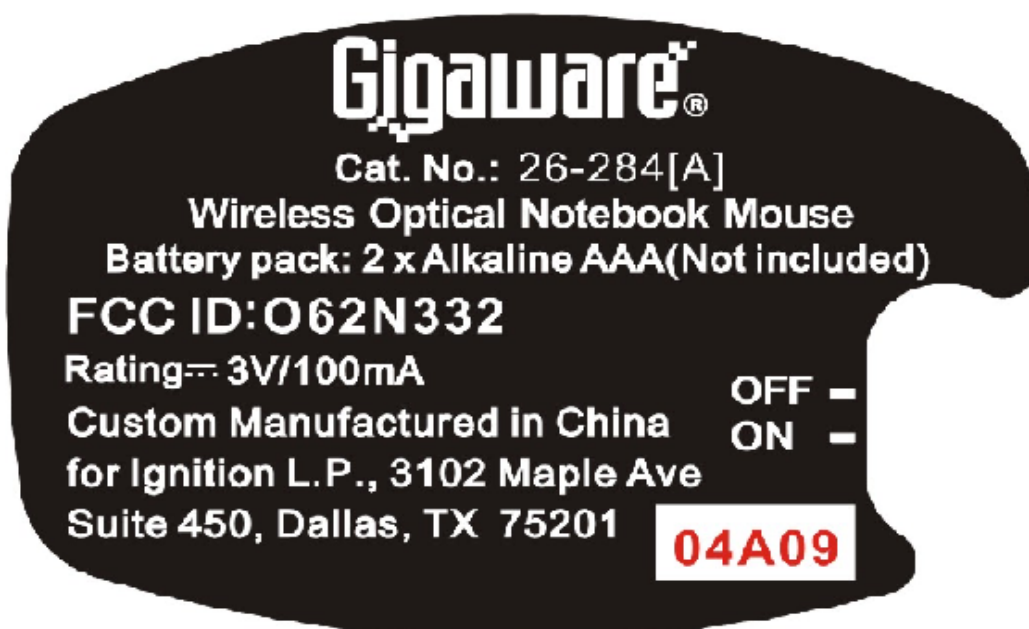 Gigaware®
Cat. No.: 26-284[A]
Wireless Optical Notebook Mouse
Battery pack: 2 x Alkaline AAA(Not included)
FCC ID:O62N332
Rating⎓ 3V/100mA
OFF –
Custom Manufactured in China
ON –
for Ignition L.P., 3102 Maple Ave
Suite 450, Dallas, TX 75201
04A09